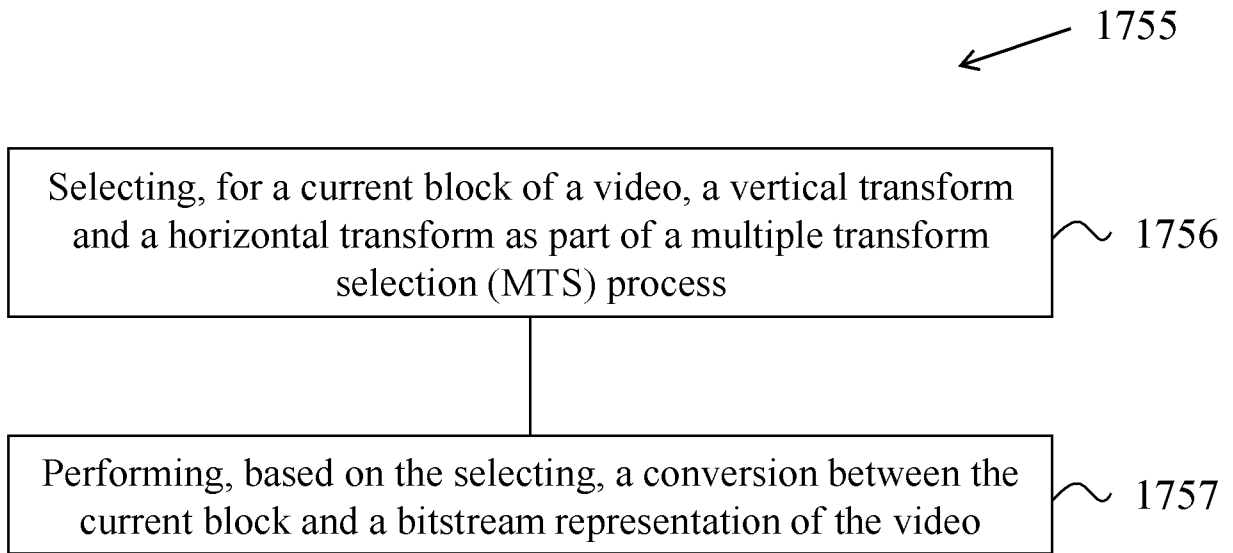 1755
Selecting, for a current block of a video, a vertical transform
and a horizontal transform as part of a multiple transform
selection (MTS) process
1756
Performing, based on the selecting, a conversion between the
current block and a bitstream representation of the video
1757